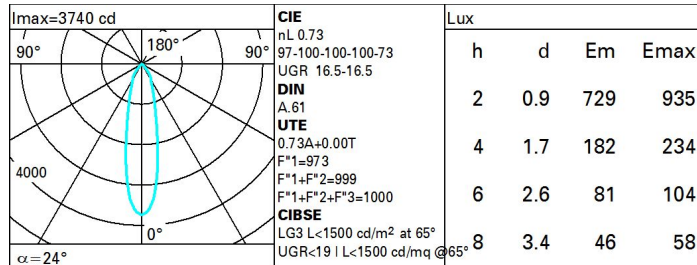 Imax=3740 cd
90° 180° 90°
4000
0°
α=24°
CIE
nL 0.73
97-100-100-100-73
UGR 16.5-16.5
DIN
A.61
UTE
0.73A+0.00T
F"1=973
F"1+F"2=999
F"1+F"2+F"3=1000
CIBSE
LG3 L<1500 cd/m² at 65°
UGR<19 | L<1500 cd/mq @65°
Lux
h d Em Emax
2 0.9 729 935
4 1.7 182 234
6 2.6 81 104
8 3.4 46 58